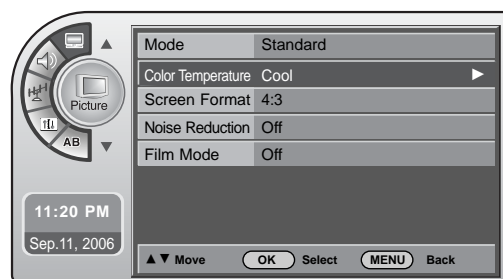 Picture
AB
11:20 PM
Sep.11, 2006
Mode Standard
Color Temperature Cool
Screen Format 4:3
Noise Reduction Off
Film Mode Off
▲▼ Move OK Select MENU Back